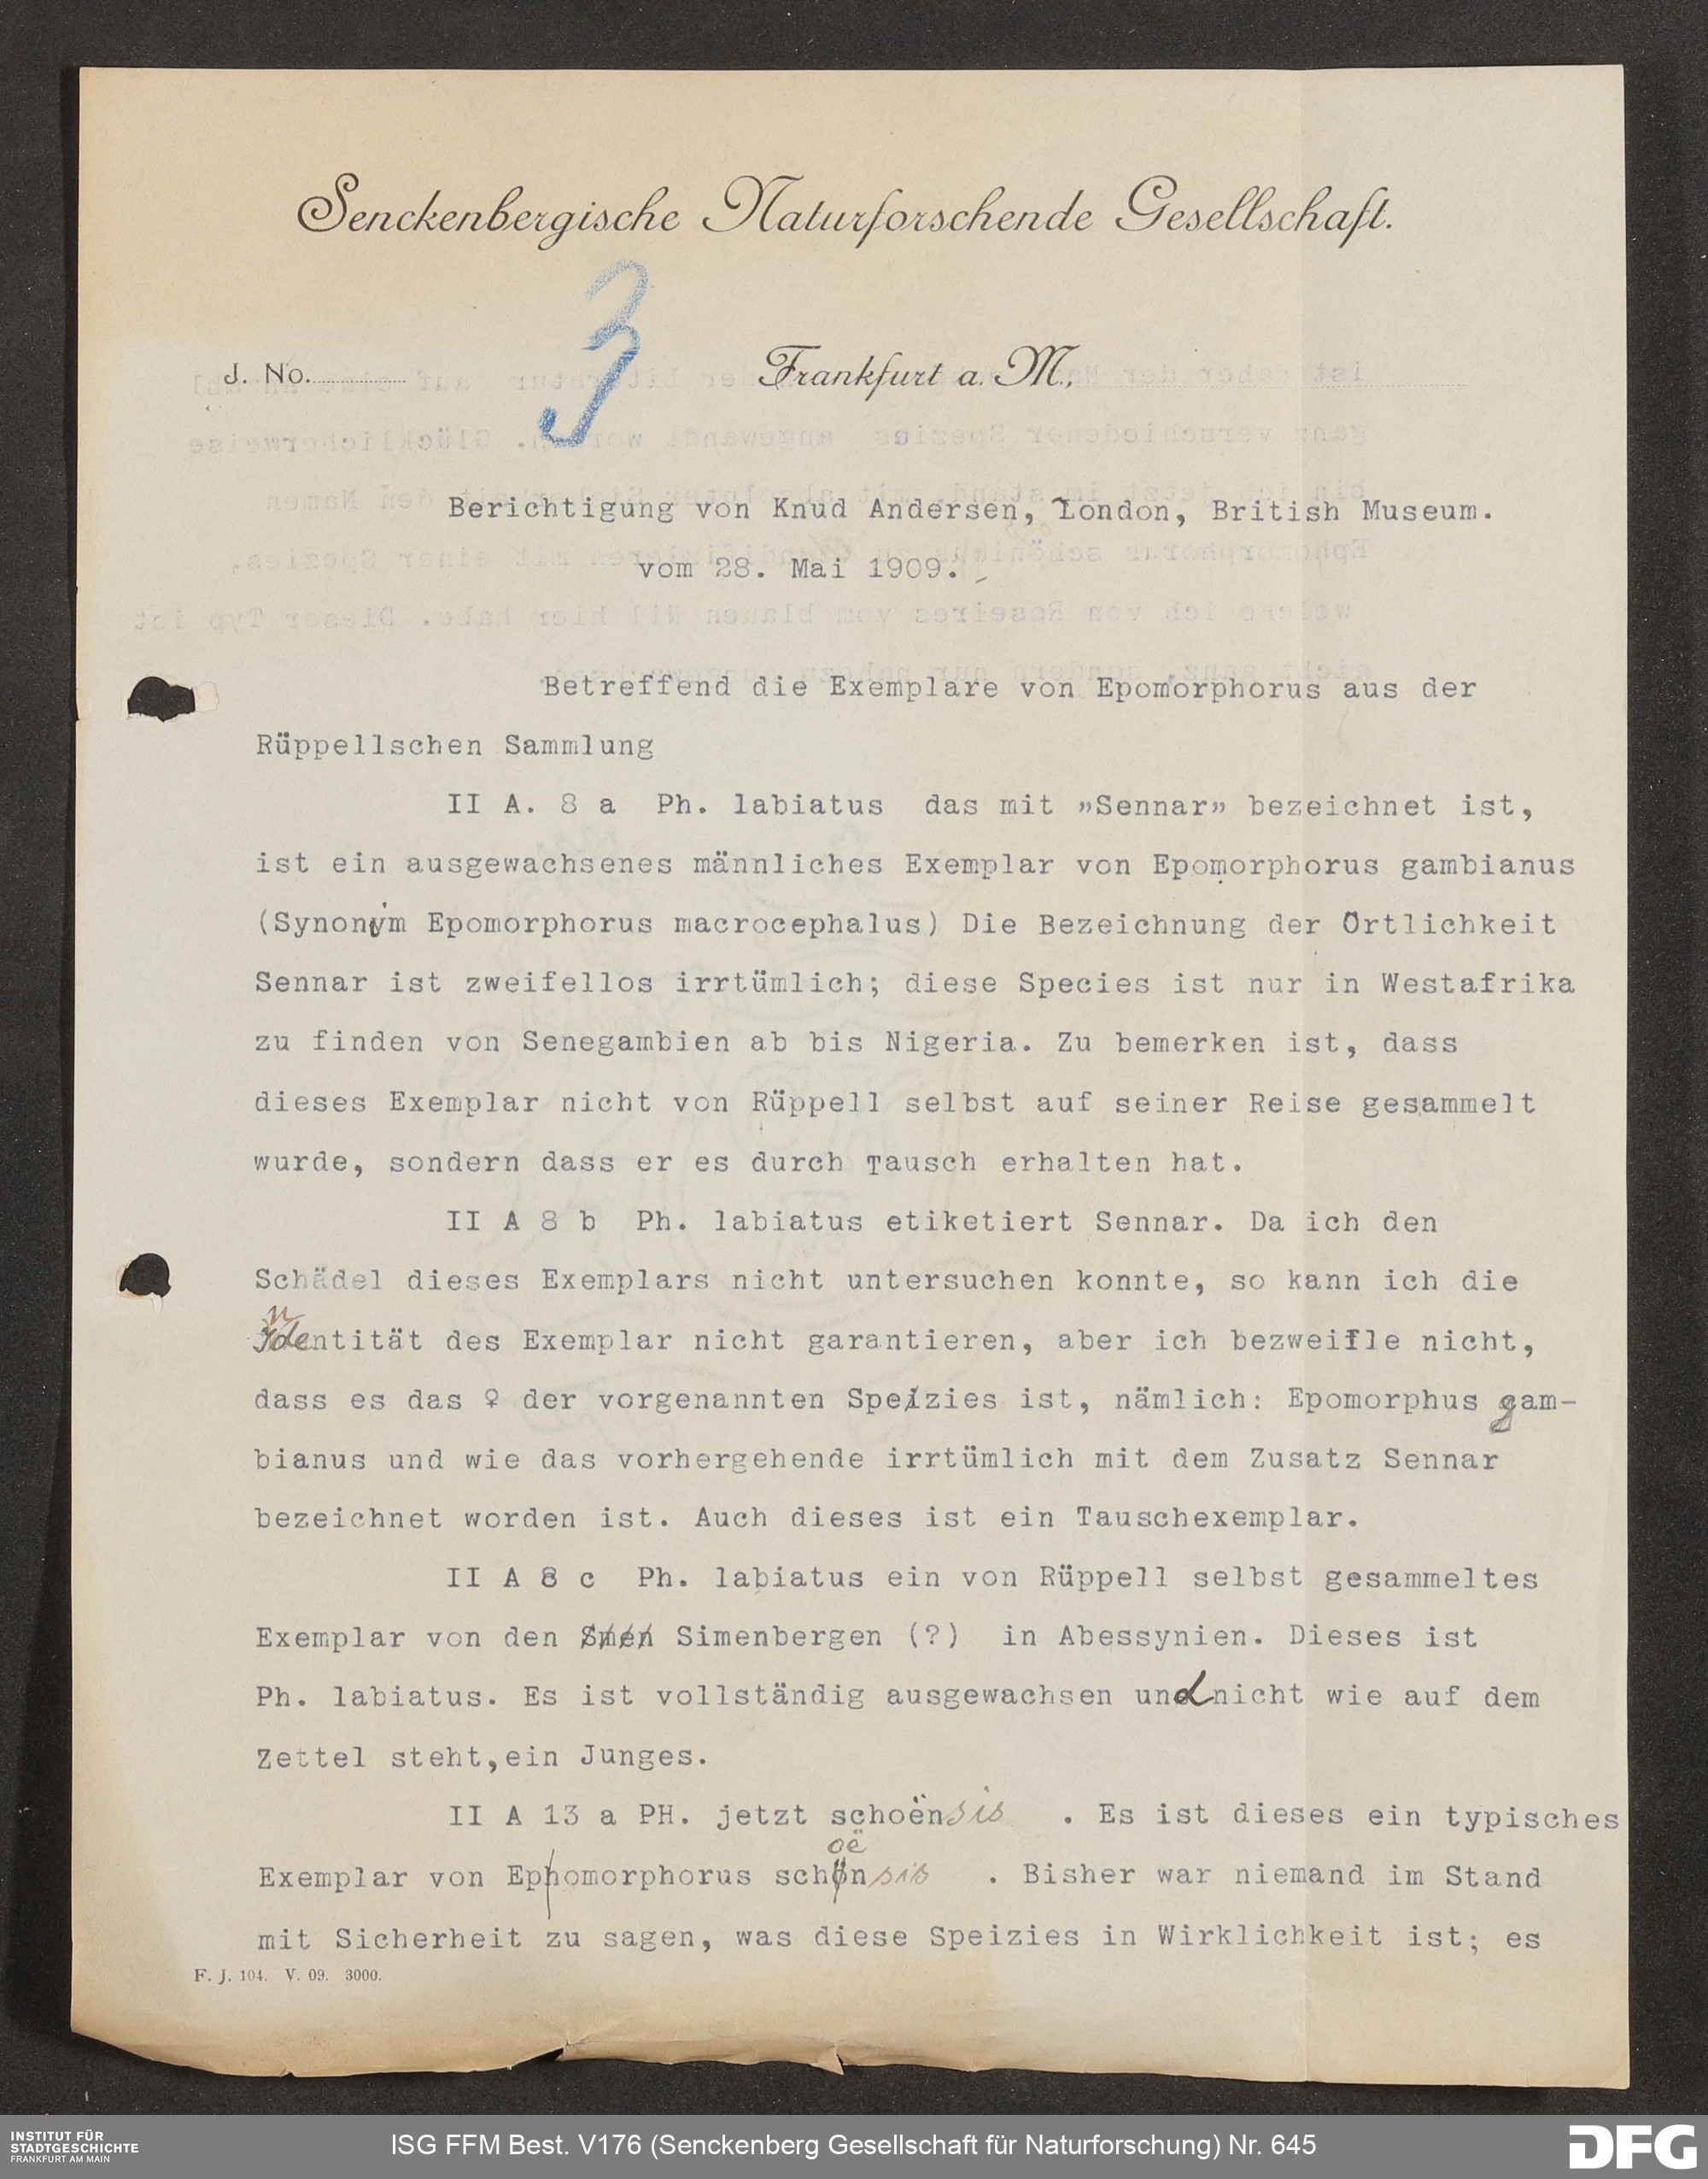 Senckenbergische Naturforschende Gesellschaft.
3
J. No.
Frankfurt a. M.,
Berichtigung von Knud Andersen, London, British Museum.
vom 28. Mai 1909.
Betreffend die Exemplare von Epomorphorus aus der
Rüppellschen Sammlung
II A. 8 a Ph. labiatus das mit »Sennar» bezeichnet ist,
ist ein ausgewachsenes männliches Exemplar von Epomorphorus gambianus
(Synonym Epomorphorus macrocephalus) Die Bezeichnung der Örtlichkeit
Sennar ist zweifellos irrtümlich; diese Species ist nur in Westafrika
zu finden von Senegambien ab bis Nigeria. Zu bemerken ist, dass
dieses Exemplar nicht von Rüppell selbst auf seiner Reise gesammelt
wurde, sondern dass er es durch Tausch erhalten hat.
II A 8 b Ph. labiatus etiketiert Sennar. Da ich den
Schädel dieses Exemplars nicht untersuchen konnte, so kann ich die
Identität des Exemplar nicht garantieren, aber ich bezweifle nicht,
dass es das ♀ der vorgenannten Spezies ist, nämlich: Epomorphus gam-
bianus und wie das vorhergehende irrtümlich mit dem Zusatz Sennar
bezeichnet worden ist. Auch dieses ist ein Tauschexemplar.
II A 8 c Ph. labiatus ein von Rüppell selbst gesammeltes
Exemplar von den Smen Simenbergen (?) in Abessynien. Dieses ist
Ph. labiatus. Es ist vollständig ausgewachsen und nicht wie auf dem
Zettel steht,ein Junges.
II A 13 a PH. jetzt schoënsis . Es ist dieses ein typisches
Exemplar von Epomorphorus schoënsis . Bisher war niemand im Stand
mit Sicherheit zu sagen, was diese Speizies in Wirklichkeit ist; es
F. J. 104. V. 09. 3000.
INSTITUT FÜR
STADTGESCHICHTE
FRANKFURT AM MAIN
ISG FFM Best. V176 (Senckenberg Gesellschaft für Naturforschung) Nr. 645
DFG